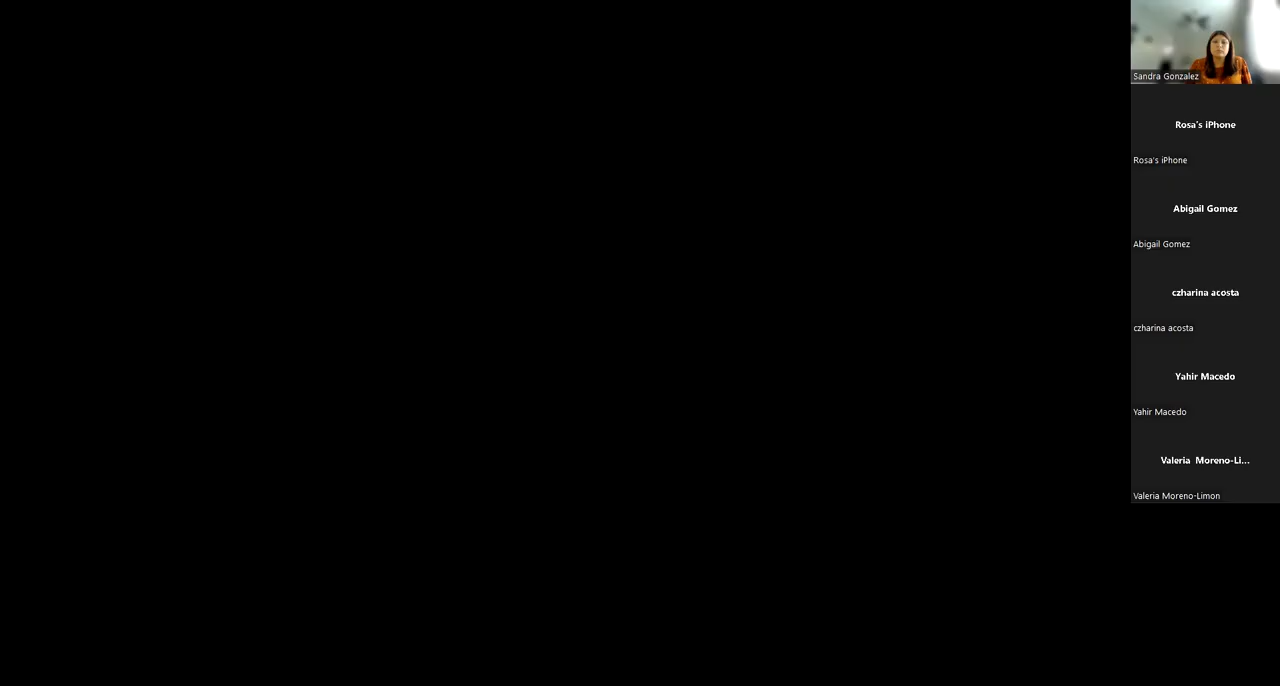 Sandra Gonzalez
Rosa's iPhone
Rosa's iPhone
Abigail Gomez
Abigail Gomez
czharina acosta
czharina acosta
Yahir Macedo
Yahir Macedo
Valeria Moreno-Li...
Valeria Moreno-Limon